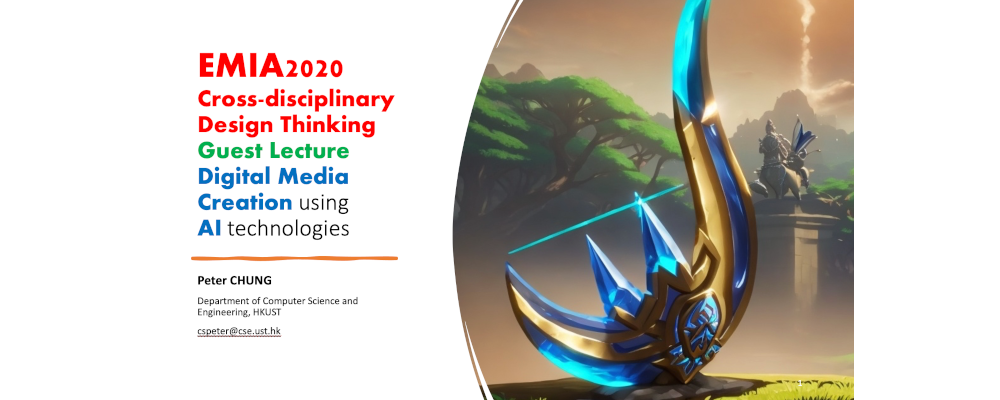 EMIA2020
Cross-disciplinary
Design Thinking
Guest Lecture
Digital Media
Creation using
AI technologies
Peter CHUNG
Department of Computer Science and
Engineering, HKUST
cspeter@cse.ust.hk
1